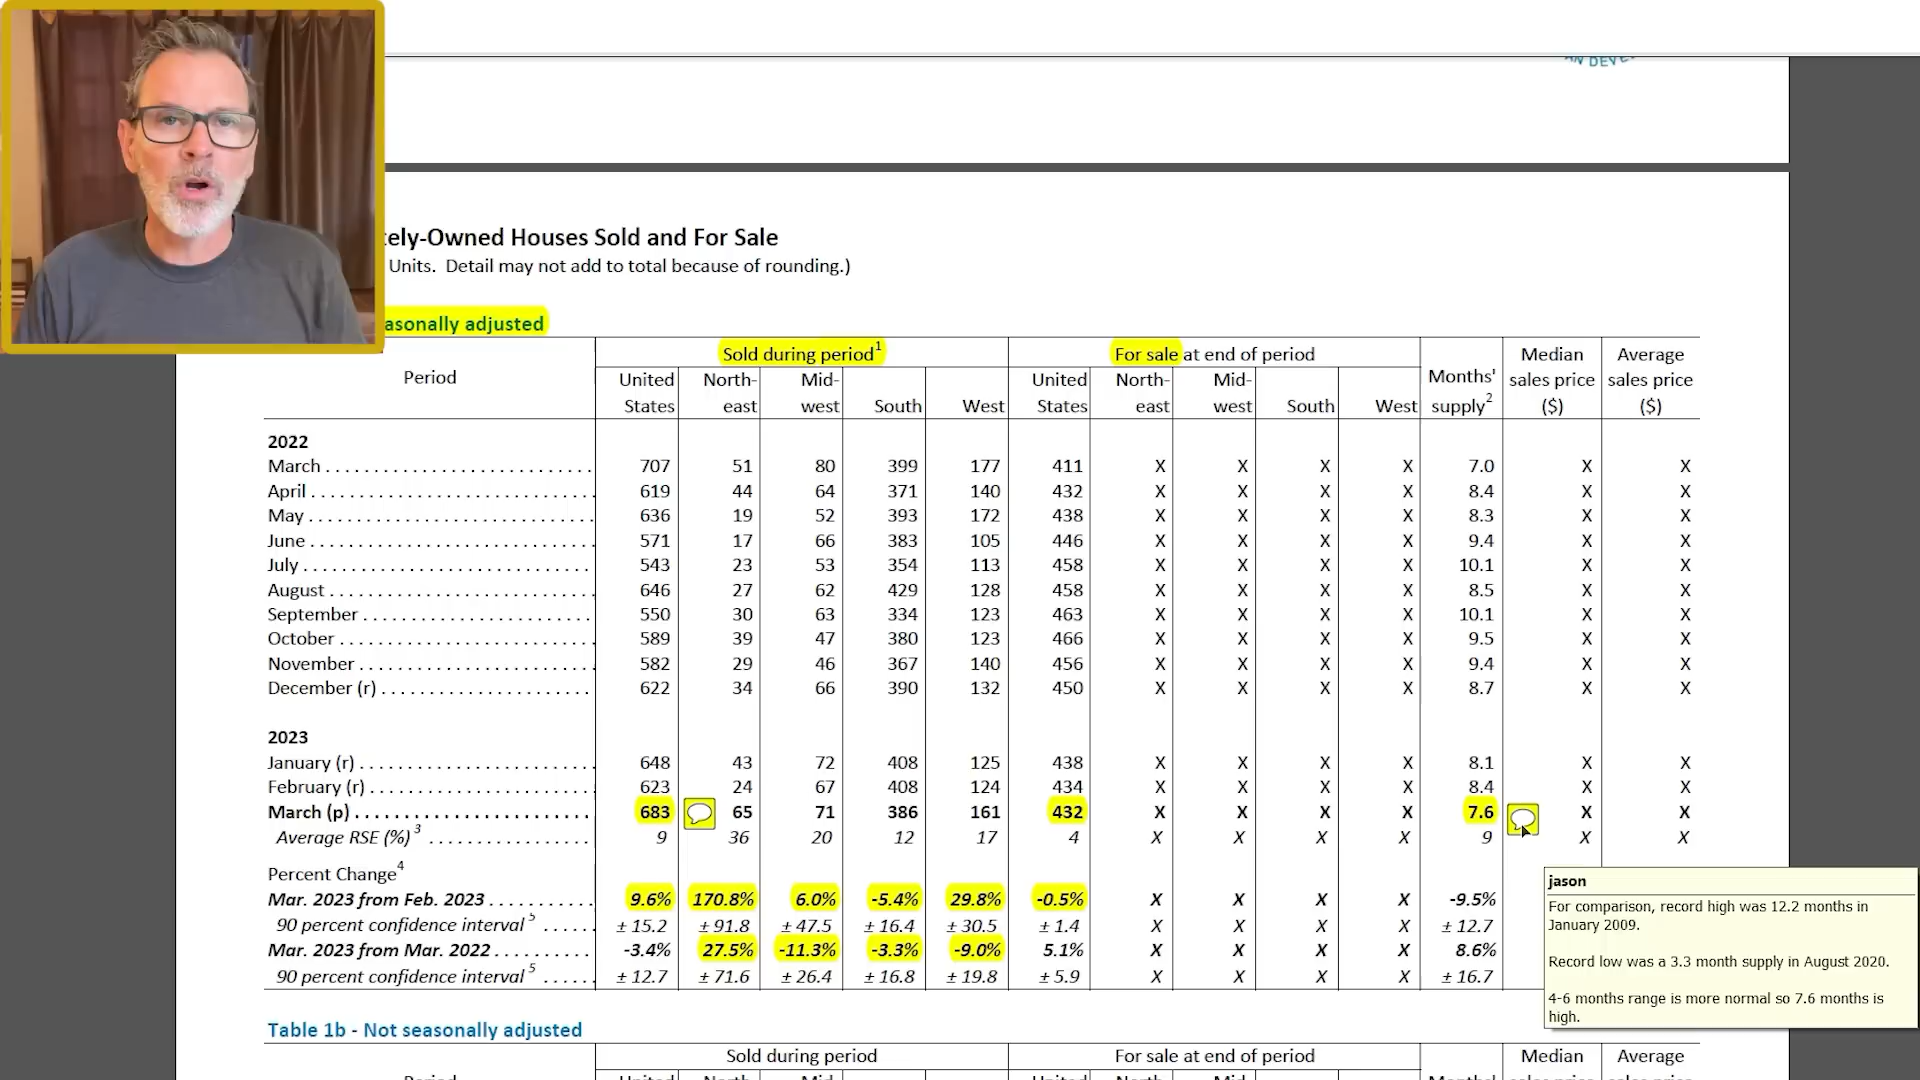 AN DEVE
ely-Owned Houses Sold and For Sale
Units. Detail may not add to total because of rounding.)
asonally adjusted
Period Sold during period1 For sale at end of period Months' supply2 Median sales price ($) Average sales price ($)
United States North-east Mid-west South West United States North-east Mid-west South West
2022
March 707 51 80 399 177 411 X X X X 7.0 X X
April 619 44 64 371 140 432 X X X X 8.4 X X
May 636 19 52 393 172 438 X X X X 8.3 X X
June 571 17 66 383 105 446 X X X X 9.4 X X
July 543 23 53 354 113 458 X X X X 10.1 X X
August 646 27 62 429 128 458 X X X X 8.5 X X
September 550 30 63 334 123 463 X X X X 10.1 X X
October 589 39 47 380 123 466 X X X X 9.5 X X
November 582 29 46 367 140 456 X X X X 9.4 X X
December (r) 622 34 66 390 132 450 X X X X 8.7 X X
2023
January (r) 648 43 72 408 125 438 X X X X 8.1 X X
February (r) 623 24 67 408 124 434 X X X X 8.4 X X
March (p) 683 65 71 386 161 432 X X X X 7.6 X X
Average RSE (%)3 9 36 20 12 17 4 X X X X 9 X X
Percent Change4
Mar. 2023 from Feb. 2023 9.6% 170.8% 6.0% -5.4% 29.8% -0.5% X X X X -9.5%
90 percent confidence interval5 ± 15.2 ± 91.8 ± 47.5 ± 16.4 ± 30.5 ± 1.4 X X X X ± 12.7
Mar. 2023 from Mar. 2022 -3.4% 27.5% -11.3% -3.3% -9.0% 5.1% X X X X 8.6%
90 percent confidence interval5 ± 12.7 ± 71.6 ± 26.4 ± 16.8 ± 19.8 ± 5.9 X X X X ± 16.7
jason
For comparison, record high was 12.2 months in
January 2009.
Record low was a 3.3 month supply in August 2020.
4-6 months range is more normal so 7.6 months is
high.
Table 1b - Not seasonally adjusted
Sold during period For sale at end of period Median Average